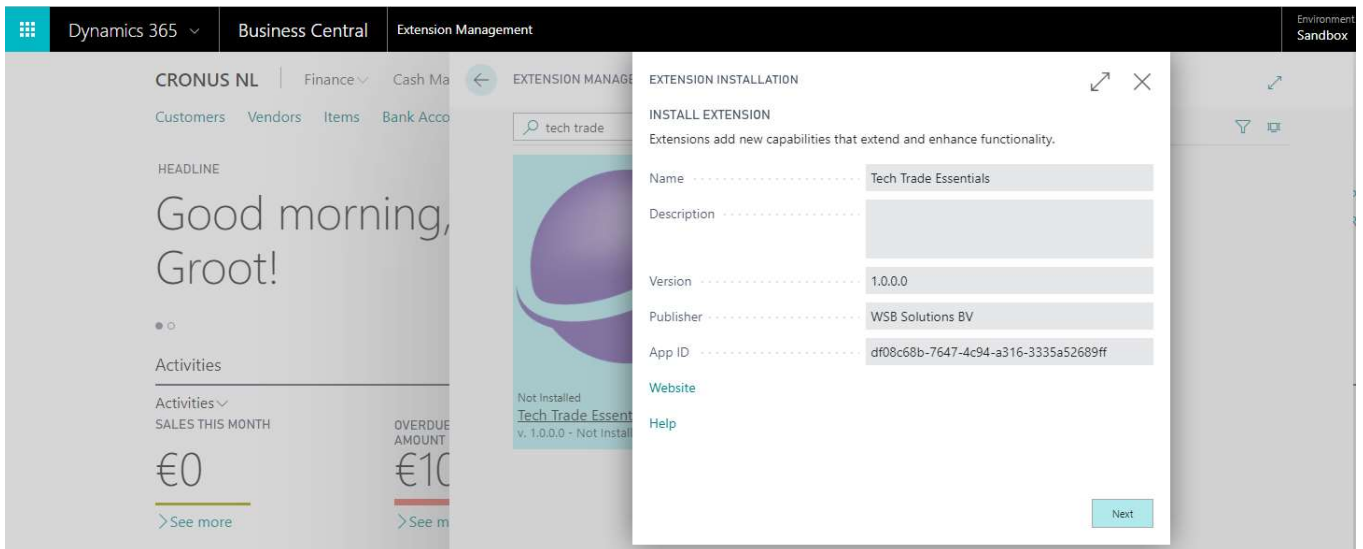 Dynamics 365
Business Central
Extension Management
Environment
Sandbox
CRONUS NL
Finance
Cash Ma
EXTENSION MANAGE
Customers
Vendors
Items
Bank Acco
tech trade
HEADLINE
Good morning,
Groot!
Activities
Activities
SALES THIS MONTH
€0
See more
OVERDUE
AMOUNT
€10
See m
Not Installed
Tech Trade Essent
v. 1.0.0.0 - Not Install
EXTENSION INSTALLATION
INSTALL EXTENSION
Extensions add new capabilities that extend and enhance functionality.
Name
Tech Trade Essentials
Description
Version
1.0.0.0
Publisher
WSB Solutions BV
App ID
df08c68b-7647-4c94-a316-3335a52689ff
Website
Help
Next